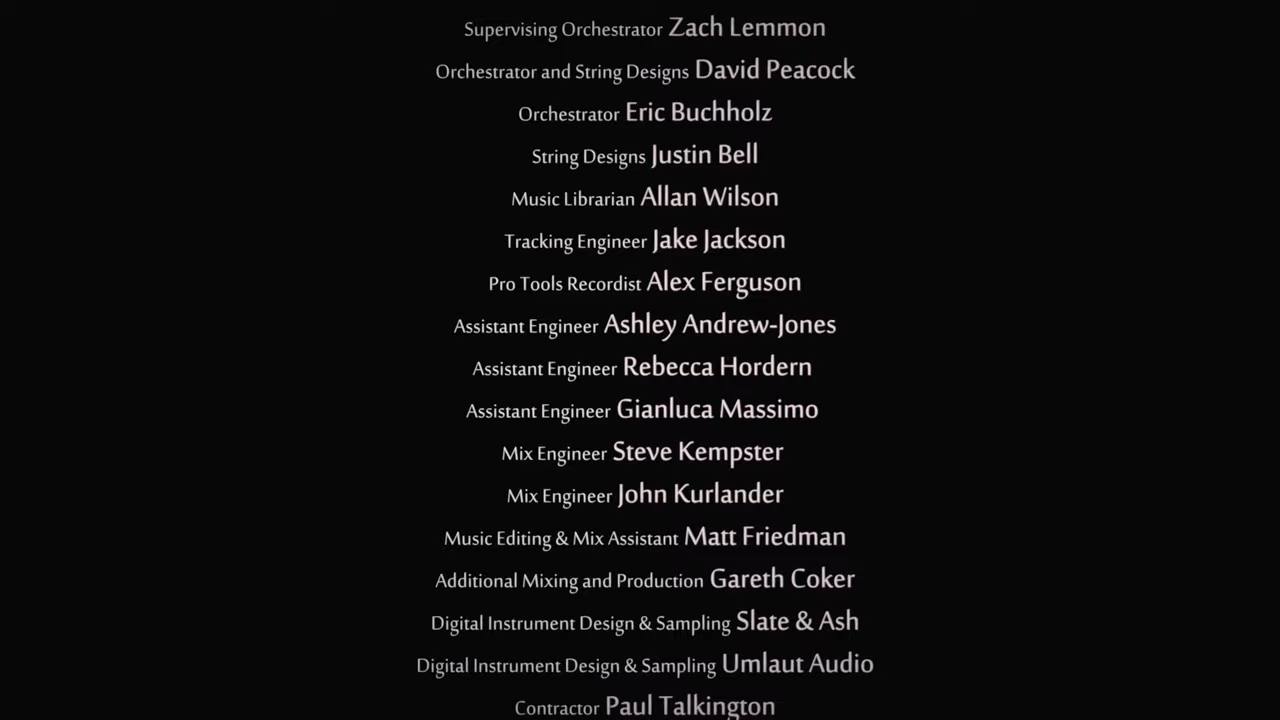 Supervising Orchestrator Zach Lemmon
Orchestrator and String Designs David Peacock
Orchestrator Eric Buchholz
String Designs Justin Bell
Music Librarian Allan Wilson
Tracking Engineer Jake Jackson
Pro Tools Recordist Alex Ferguson
Assistant Engineer Ashley Andrew-Jones
Assistant Engineer Rebecca Hordern
Assistant Engineer Gianluca Massimo
Mix Engineer Steve Kempster
Mix Engineer John Kurlander
Music Editing & Mix Assistant Matt Friedman
Additional Mixing and Production Gareth Coker
Digital Instrument Design & Sampling Slate & Ash
Digital Instrument Design & Sampling Umlaut Audio
Contractor Paul Talkington